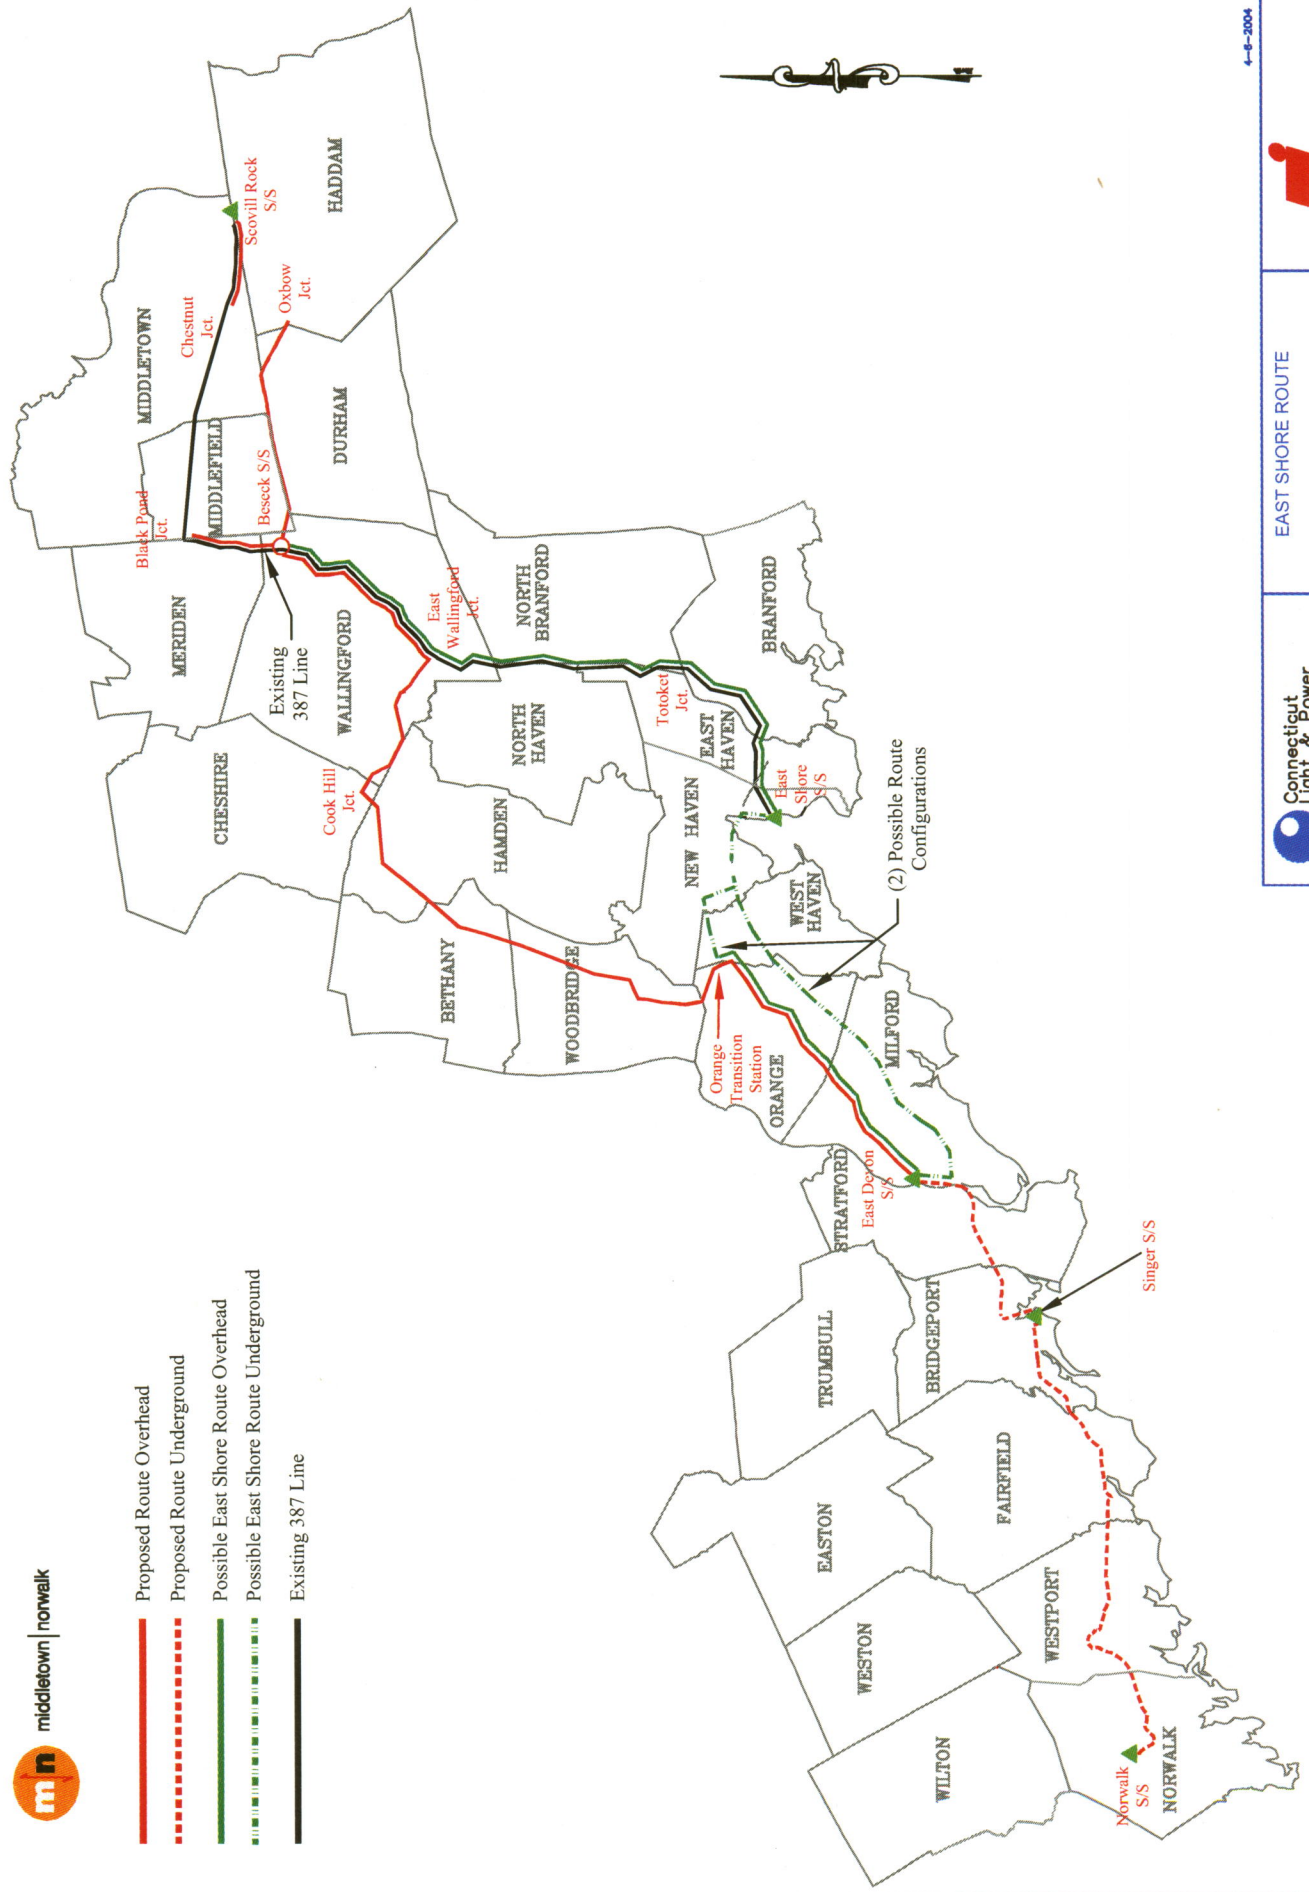 m|n
middletown|norwalk
Proposed Route Overhead
Proposed Route Underground
Possible East Shore Route Overhead
Possible East Shore Route Underground
Existing 387 Line
WILTON
WESTON
EASTON
TRUMBULL
NORWALK
WESTPORT
FAIRFIELD
BRIDGEPORT
STRATFORD
Norwalk
S/S
Singer S/S
East Devon
S/S
MILFORD
ORANGE
Orange
Transition
Station
WOODBRIDGE
BETHANY
WEST
HAVEN
(2) Possible Route
Configurations
NEW HAVEN
HAMDEN
CHESHIRE
Cook Hill
Jct.
East
Shore
S/S
EAST
HAVEN
NORTH
HAVEN
Totoket
Jct.
WALLINGFORD
Existing
387 Line
MERIDEN
East
Wallingford
Jct.
NORTH
BRANFORD
BRANFORD
Black Pond
Jct.
MIDDLEFIELD
Beseck S/S
DURHAM
MIDDLETOWN
Chestnut
Jct.
Oxbow
Jct.
Scovill Rock
S/S
HADDAM
N
4-6-2004
Connecticut
Light & Power
EAST SHORE ROUTE